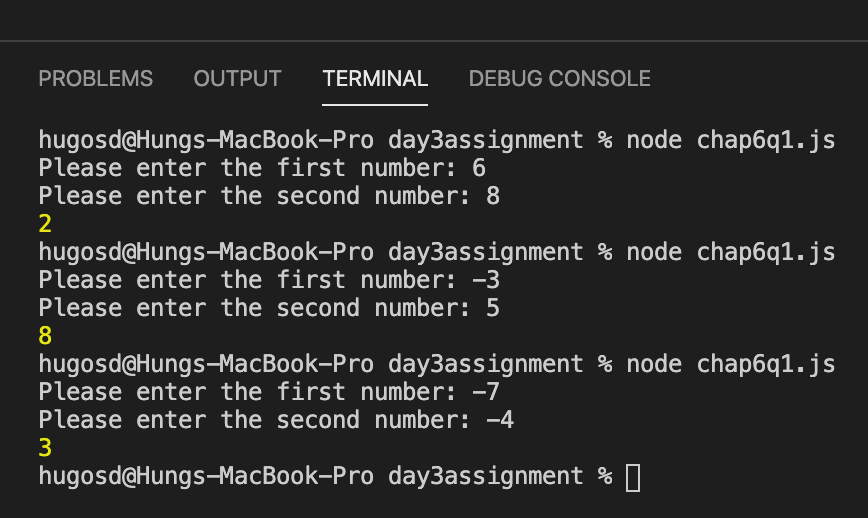 PROBLEMS OUTPUT TERMINAL DEBUG CONSOLE
hugosd@Hungs-MacBook-Pro day3assignment % node chap6q1.js
Please enter the first number: 6
Please enter the second number: 8
2
hugosd@Hungs-MacBook-Pro day3assignment % node chap6q1.js
Please enter the first number: -3
Please enter the second number: 5
8
hugosd@Hungs-MacBook-Pro day3assignment % node chap6q1.js
Please enter the first number: -7
Please enter the second number: -4
3
hugosd@Hungs-MacBook-Pro day3assignment %